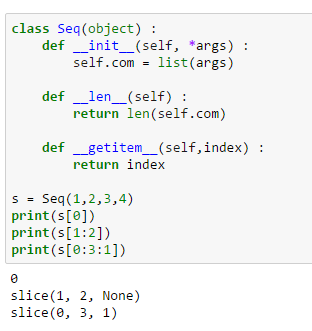 class Seq(object) :
    def __init__(self, *args) :
        self.com = list(args)

    def __len__(self) :
        return len(self.com)

    def __getitem__(self,index) :
        return index

s = Seq(1,2,3,4)
print(s[0])
print(s[1:2])
print(s[0:3:1])
0
slice(1, 2, None)
slice(0, 3, 1)